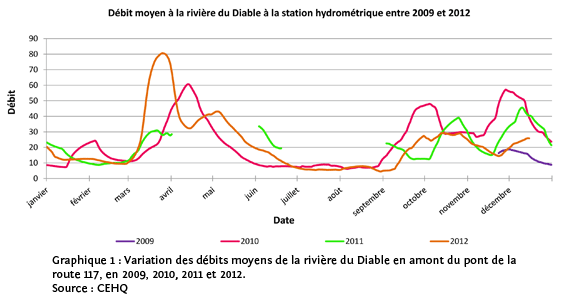 Débit moyen à la rivière du Diable à la station hydrométrique entre 2009 et 2012
90
80
70
60
50
40
30
20
10
0
Débit
janvier
février
mars
avril
mai
juin
juillet
août
septembre
octobre
novembre
décembre
Date
2009
2010
2011
2012
Graphique 1 : Variation des débits moyens de la rivière du Diable en amont du pont de la
route 117, en 2009, 2010, 2011 et 2012.
Source : CEHQ